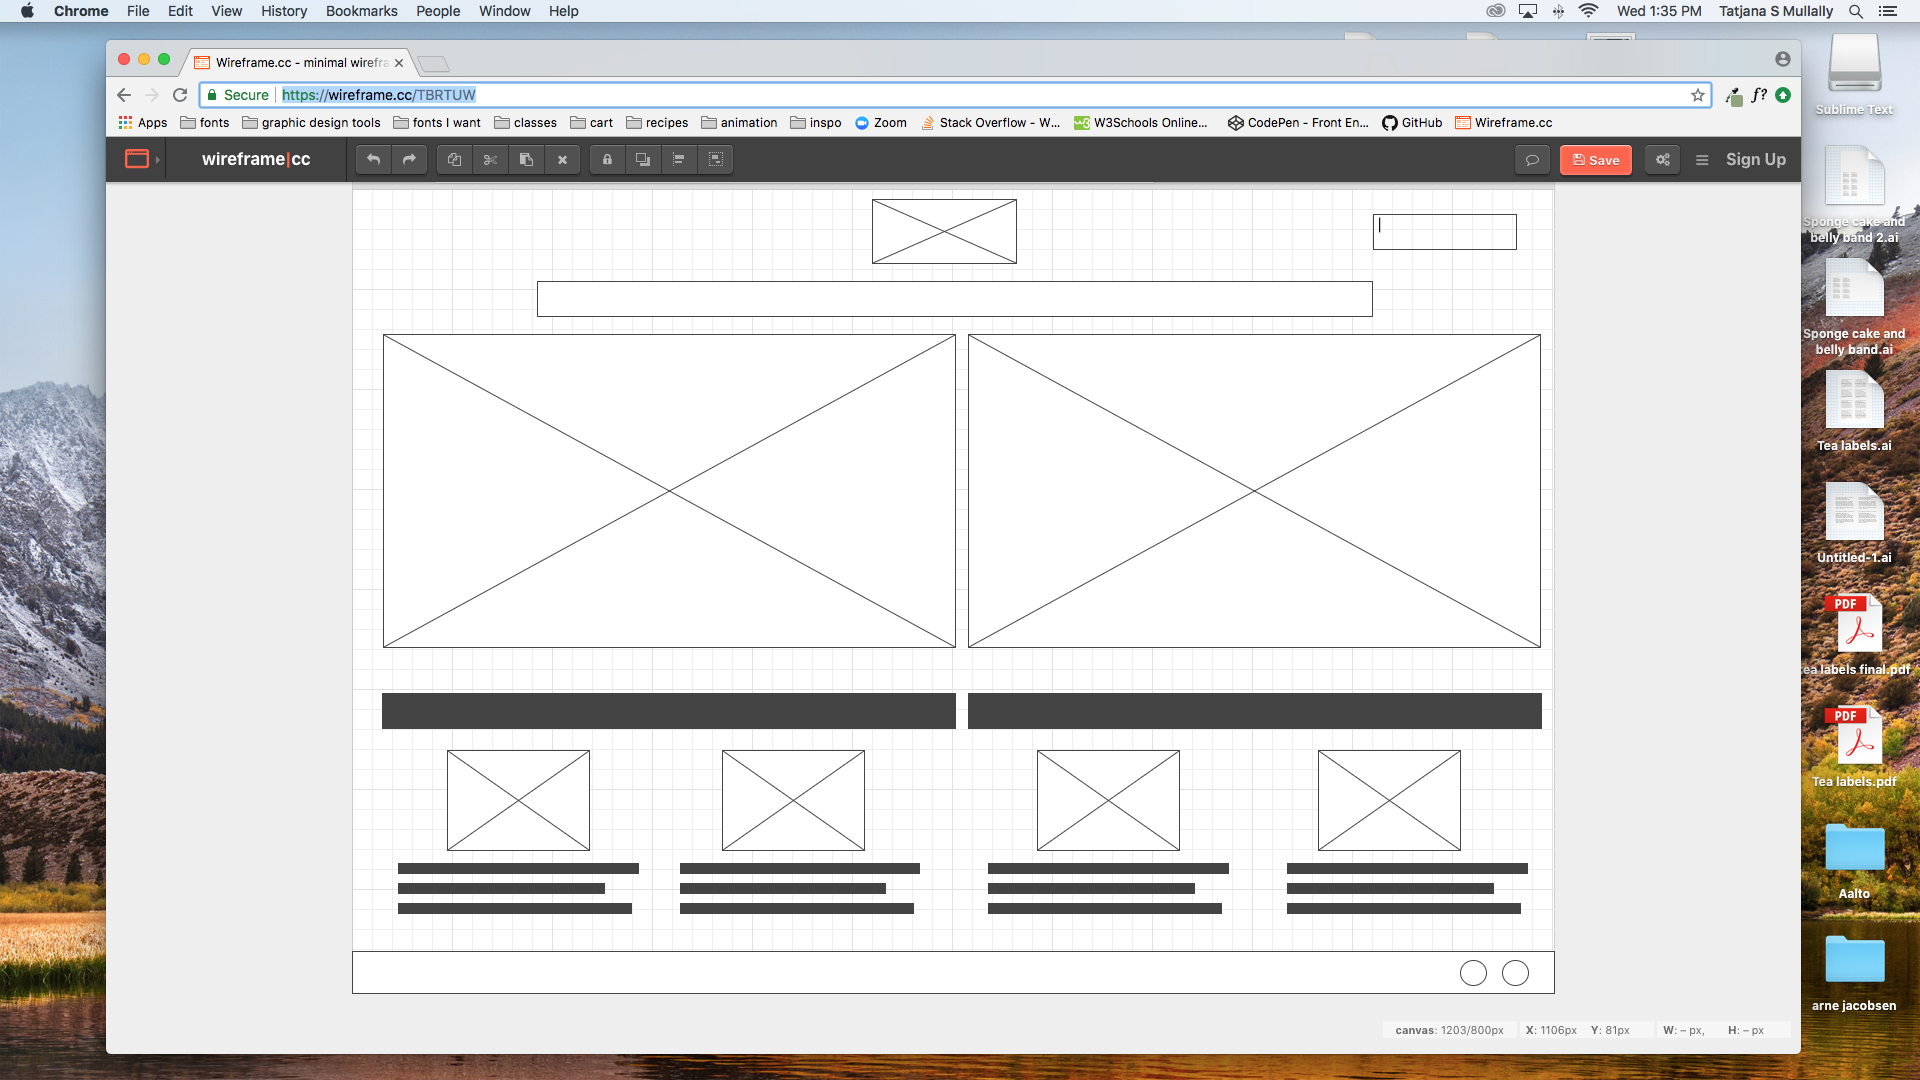 Chrome File Edit View History Bookmarks People Window Help Wed 1:35 PM Tatjana S Mullally
Wireframe.cc - minimal wirefra
Secure https://wireframe.cc/TBRTUW f?
Apps fonts graphic design tools fonts I want classes cart recipes animation inspo Zoom Stack Overflow - W... W3Schools Online... CodePen - Front En... GitHub Wireframe.cc
wireframe|cc Save Sign Up
Sublime Text
Sponge cake and
belly band 2.ai
Sponge cake and
belly band.ai
Tea labels.ai
Untitled-1.ai
PDF
ea labels final.pdf
PDF
Tea labels.pdf
Aalto
arne jacobsen
canvas: 1203/800px X: 1106px Y: 81px W: – px, H: – px